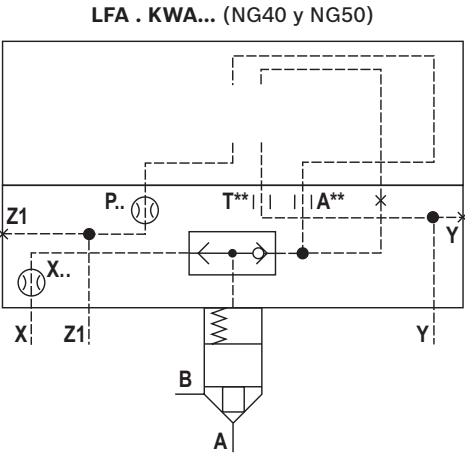 LFA . KWA... (NG40 y NG50)
P.. T** A**
Z1 Y
X..
X Z1 Y
B
A